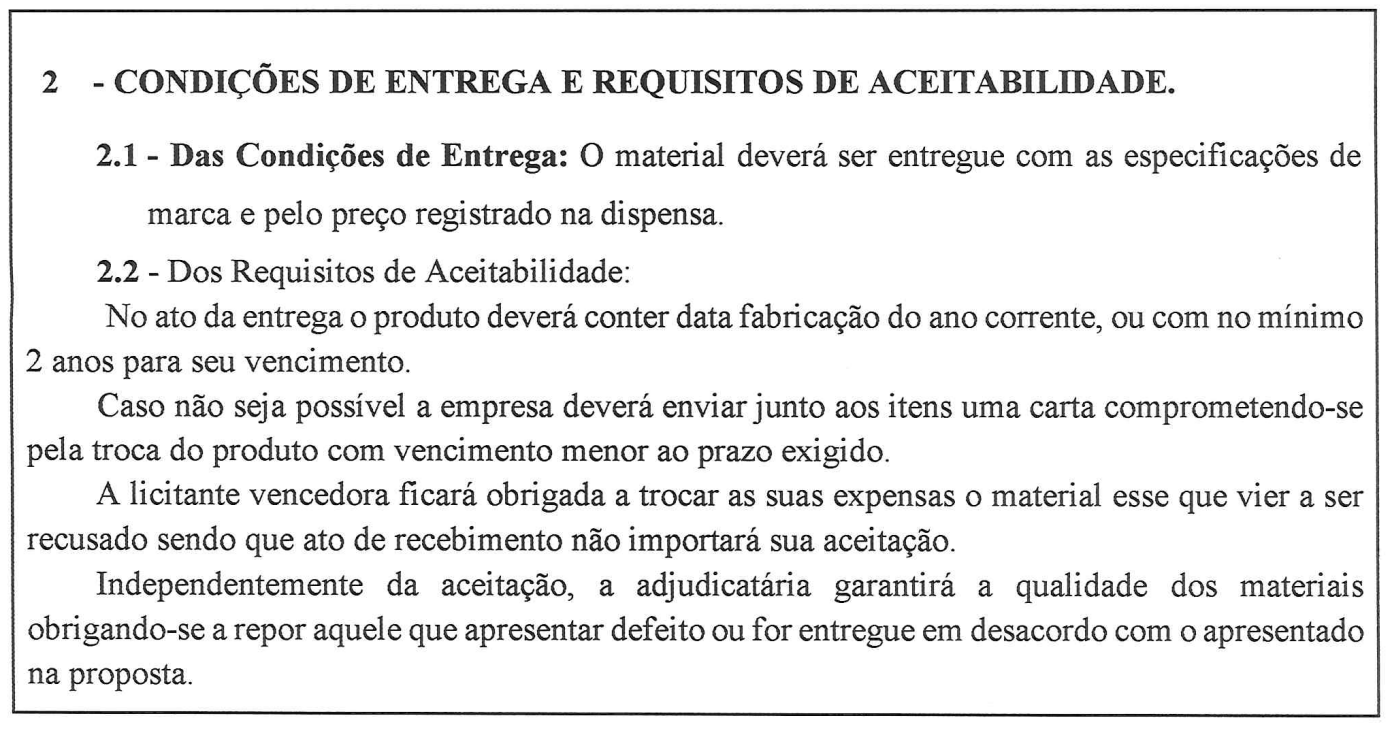 2 - CONDIÇÕES DE ENTREGA E REQUISITOS DE ACEITABILIDADE.
2.1 - Das Condições de Entrega: O material deverá ser entregue com as especificações de
marca e pelo preço registrado na dispensa.
2.2 - Dos Requisitos de Aceitabilidade:
No ato da entrega o produto deverá conter data fabricação do ano corrente, ou com no mínimo
2 anos para seu vencimento.
Caso não seja possível a empresa deverá enviar junto aos itens uma carta comprometendo-se
pela troca do produto com vencimento menor ao prazo exigido.
A licitante vencedora ficará obrigada a trocar as suas expensas o material esse que vier a ser
recusado sendo que ato de recebimento não importará sua aceitação.
Independentemente da aceitação, a adjudicatária garantirá a qualidade dos materiais
obrigando-se a repor aquele que apresentar defeito ou for entregue em desacordo com o apresentado
na proposta.